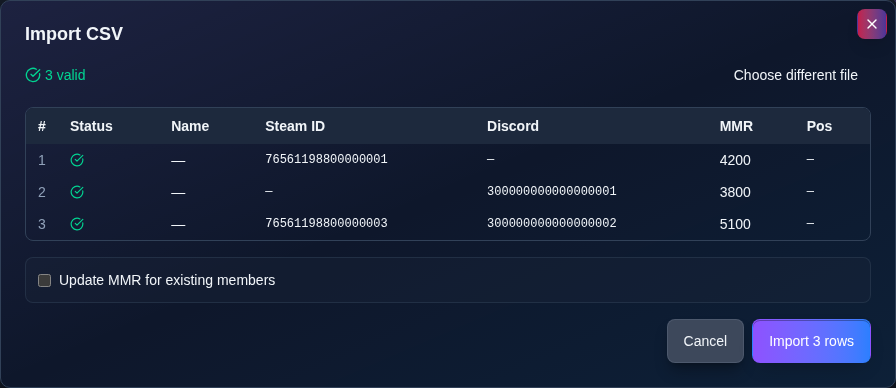 Import CSV
3 valid
Choose different file
# Status Name Steam ID Discord MMR Pos
1 — 76561198800000001 – 4200 –
2 — – 300000000000000001 3800 –
3 — 76561198800000003 300000000000000002 5100 –
Update MMR for existing members
Cancel Import 3 rows